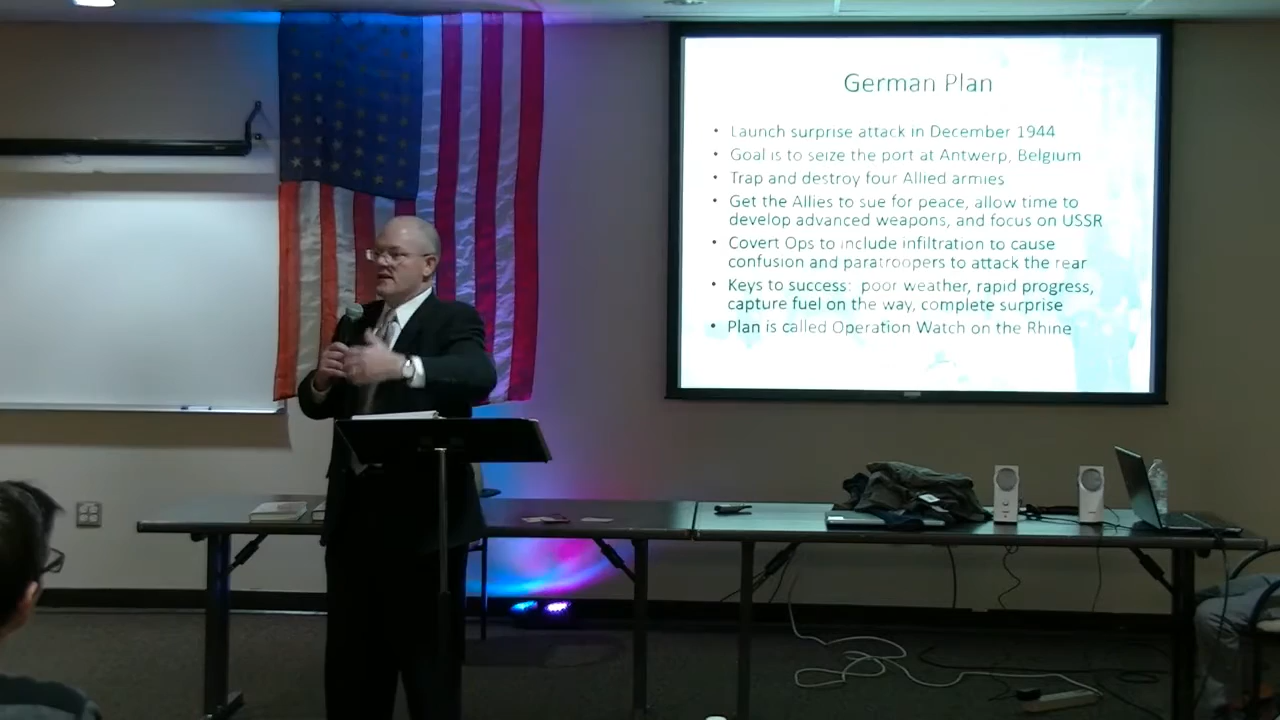 German Plan
• Launch surprise attack in December 1944
• Goal is to seize the port at Antwerp, Belgium
• Trap and destroy four Allied armies
• Get the Allies to sue for peace, allow time to
develop advanced weapons, and focus on USSR
• Covert Ops to include infiltration to cause
confusion and paratroopers to attack the rear
• Keys to success: poor weather, rapid progress,
capture fuel on the way, complete surprise
• Plan is called Operation Watch on the Rhine